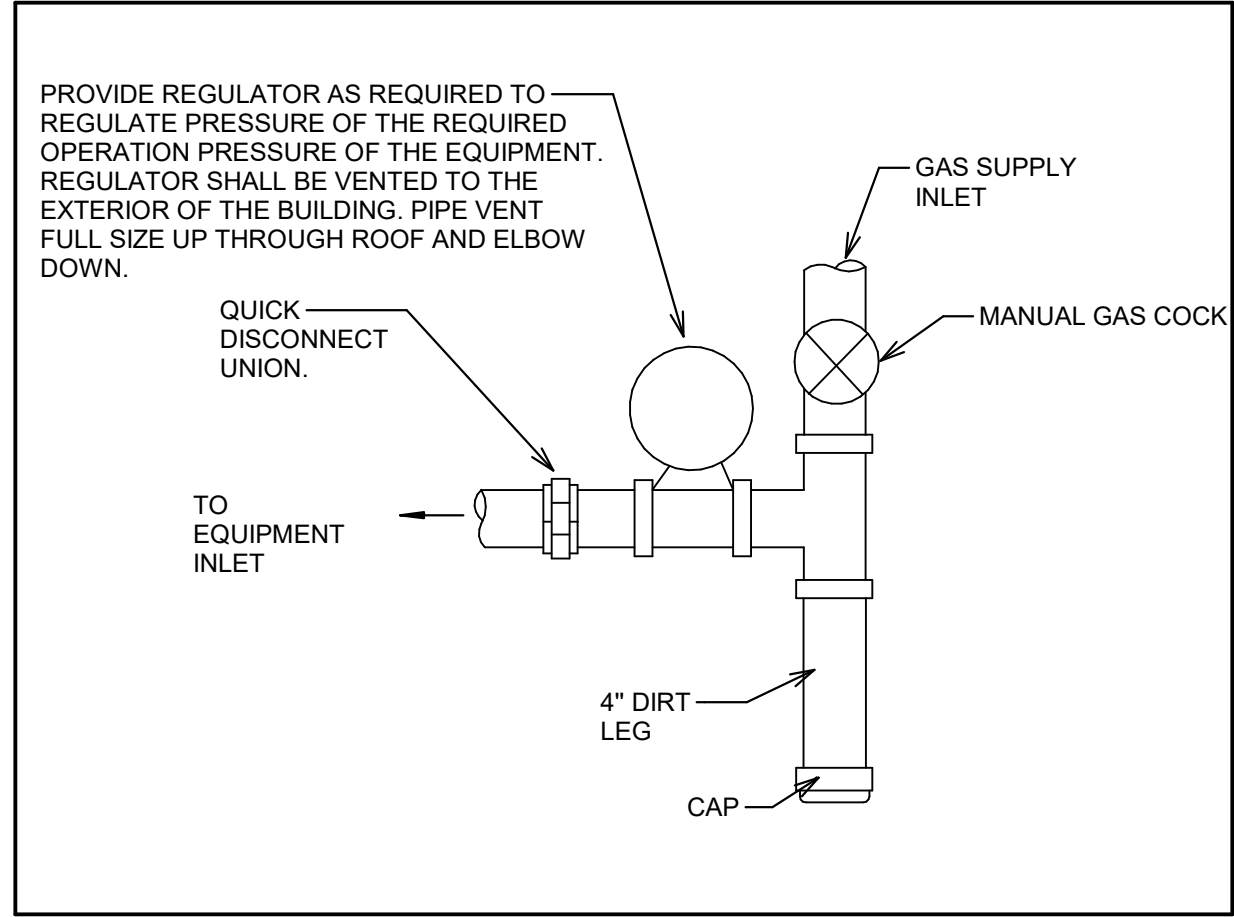 PROVIDE REGULATOR AS REQUIRED TO
REGULATE PRESSURE OF THE REQUIRED
OPERATION PRESSURE OF THE EQUIPMENT.
REGULATOR SHALL BE VENTED TO THE
EXTERIOR OF THE BUILDING. PIPE VENT
FULL SIZE UP THROUGH ROOF AND ELBOW
DOWN.
GAS SUPPLY
INLET
QUICK
DISCONNECT
UNION.
MANUAL GAS COCK
TO
EQUIPMENT
INLET
4" DIRT
LEG
CAP